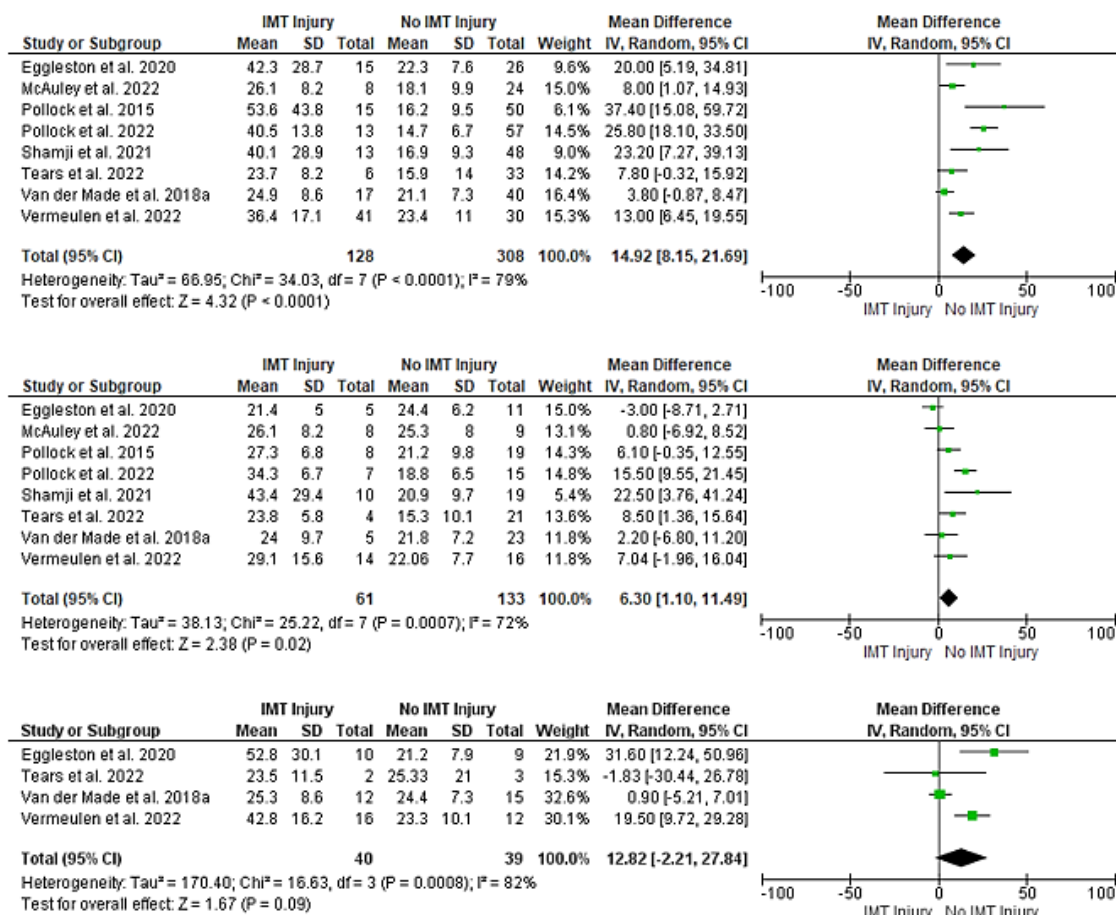 IMT Injury No IMT Injury Mean Difference Mean Difference
Study or Subgroup Mean SD Total Mean SD Total Weight IV, Random, 95% CI IV, Random, 95% CI
Eggleston et al. 2020 42.3 28.7 15 22.3 7.6 26 9.6% 20.00 [5.19, 34.81]
McAuley et al. 2022 26.1 8.2 8 18.1 9.9 24 15.0% 8.00 [1.07, 14.93]
Pollock et al. 2015 53.6 43.8 15 16.2 9.5 50 6.1% 37.40 [15.08, 59.72]
Pollock et al. 2022 40.5 13.8 13 14.7 6.7 57 14.5% 25.80 [18.10, 33.50]
Shamji et al. 2021 40.1 28.9 13 16.9 9.3 48 9.0% 23.20 [7.27, 39.13]
Tears et al. 2022 23.7 8.2 6 15.9 14 33 14.1% 7.80 [-0.32, 15.92]
Van der Made et al. 2018a 24.9 8.6 17 21.1 7.3 40 16.4% 3.80 [-0.87, 8.47]
Vermeulen et al. 2022 36.4 17.1 41 23.4 11 30 15.3% 13.00 [6.45, 19.55]
Total (95% CI) 128 308 100.0% 14.92 [8.15, 21.69]
Heterogeneity: Tau² = 66.95; Chi² = 34.03, df = 7 (P < 0.0001); I² = 79%
Test for overall effect: Z = 4.32 (P < 0.0001)
-100 -50 0 50 100
IMT Injury No IMT Injury
IMT Injury No IMT Injury Mean Difference Mean Difference
Study or Subgroup Mean SD Total Mean SD Total Weight IV, Random, 95% CI IV, Random, 95% CI
Eggleston et al. 2020 21.4 5 5 24.4 6.2 11 15.0% -3.00 [-8.71, 2.71]
McAuley et al. 2022 26.1 8.2 8 25.3 8 9 13.1% 0.80 [-6.92, 8.52]
Pollock et al. 2015 27.3 6.8 8 21.2 9.8 19 14.3% 6.10 [-0.35, 12.55]
Pollock et al. 2022 34.3 6.7 7 18.8 6.5 15 14.8% 15.50 [9.55, 21.45]
Shamji et al. 2021 43.4 29.4 10 20.9 9.7 19 5.4% 22.50 [3.76, 41.24]
Tears et al. 2022 23.8 5.8 4 15.3 10.1 21 13.6% 8.50 [1.36, 15.64]
Van der Made et al. 2018a 24 9.7 5 21.8 7.2 23 11.8% 2.20 [-6.80, 11.20]
Vermeulen et al. 2022 29.1 15.6 14 22.06 7.7 16 11.8% 7.04 [-1.96, 16.04]
Total (95% CI) 61 133 100.0% 6.30 [1.10, 11.49]
Heterogeneity: Tau² = 38.13; Chi² = 25.22, df = 7 (P = 0.0007); I² = 72%
Test for overall effect: Z = 2.38 (P = 0.02)
-100 -50 0 50 100
IMT Injury No IMT Injury
IMT Injury No IMT Injury Mean Difference Mean Difference
Study or Subgroup Mean SD Total Mean SD Total Weight IV, Random, 95% CI IV, Random, 95% CI
Eggleston et al. 2020 52.8 30.1 10 21.2 7.9 9 21.9% 31.60 [12.24, 50.96]
Tears et al. 2022 23.5 11.5 2 25.33 21 3 15.3% -1.83 [-30.44, 26.78]
Van der Made et al. 2018a 25.3 8.6 12 24.4 7.3 15 32.6% 0.90 [-5.21, 7.01]
Vermeulen et al. 2022 42.8 16.2 16 23.3 10.1 12 30.1% 19.50 [9.72, 29.28]
Total (95% CI) 40 39 100.0% 12.82 [-2.21, 27.84]
Heterogeneity: Tau² = 170.40; Chi² = 16.63, df = 3 (P = 0.0008); I² = 82%
Test for overall effect: Z = 1.67 (P = 0.09)
-100 -50 0 50 100
IMT Injury No IMT Injury